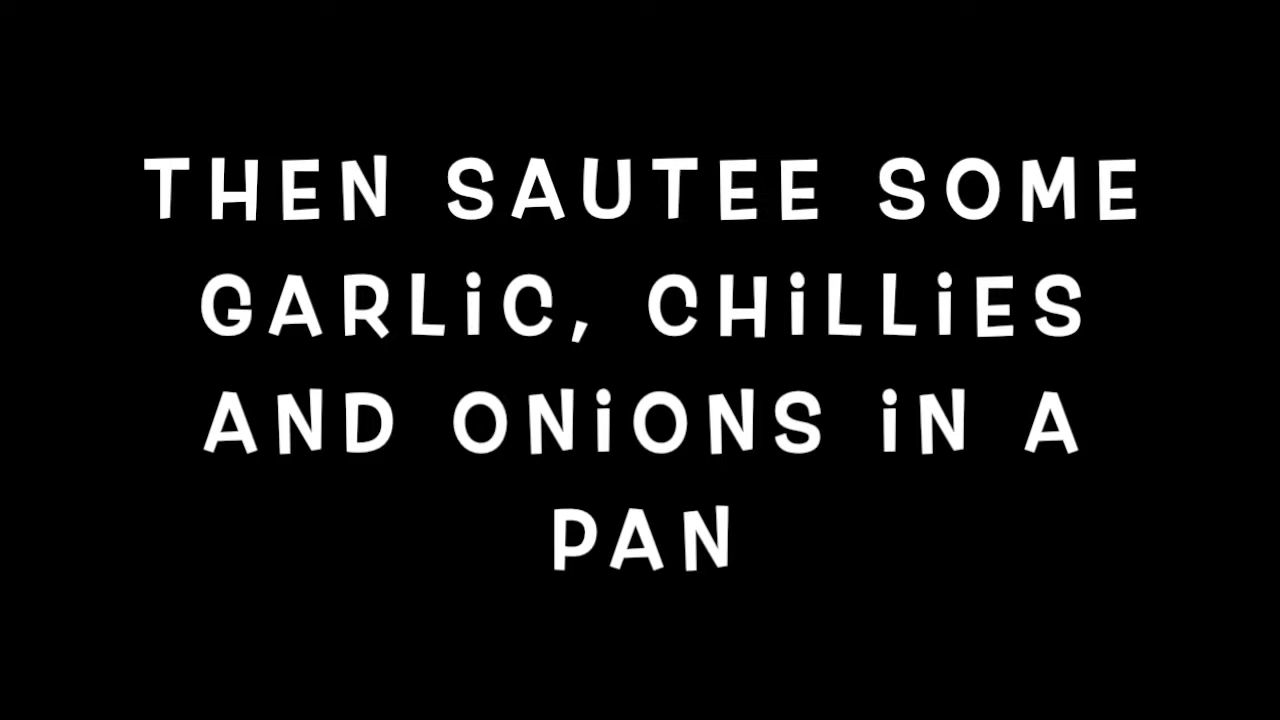 THEN SAUTEE SOME
GARLiC, CHiLLiES
AND ONiONS iN A
PAN